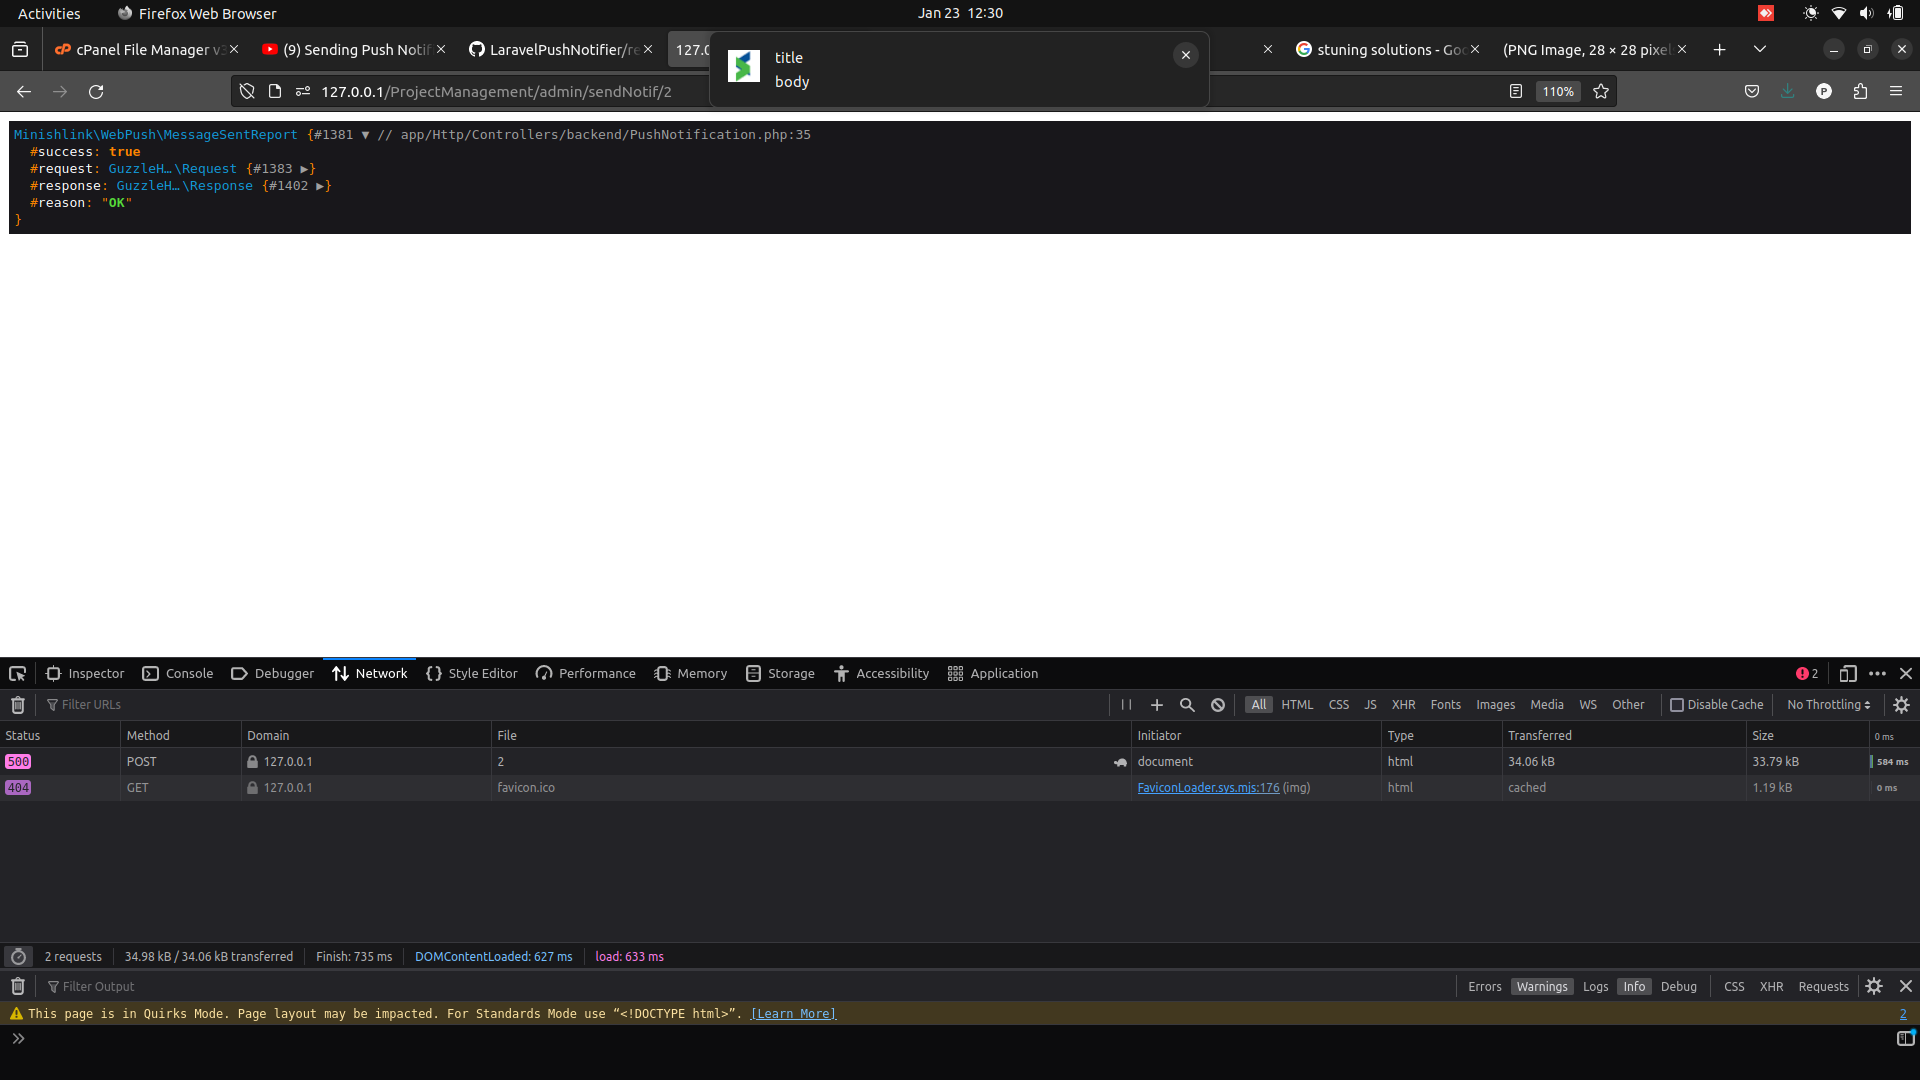 Activities
Firefox Web Browser
Jan 23 12:30
cPanel File Manager v3
(9) Sending Push Notif
LaravelPushNotifier/re
127.0
stuning solutions - Goo
(PNG Image, 28 × 28 pixel
title
body
127.0.0.1/ProjectManagement/admin/sendNotif/2
110%
P
Minishlink\WebPush\MessageSentReport {#1381 ▼ // app/Http/Controllers/backend/PushNotification.php:35
#success: true
#request: GuzzleH…\Request {#1383 ▶}
#response: GuzzleH…\Response {#1402 ▶}
#reason: "OK"
}
Inspector Console Debugger Network Style Editor Performance Memory Storage Accessibility Application 2
Filter URLs All HTML CSS JS XHR Fonts Images Media WS Other Disable Cache No Throttling
Status Method Domain File Initiator Type Transferred Size 0 ms
500 POST 127.0.0.1 2 document html 34.06 kB 33.79 kB 584 ms
404 GET 127.0.0.1 favicon.ico FaviconLoader.sys.mjs:176 (img) html cached 1.19 kB 0 ms
2 requests 34.98 kB / 34.06 kB transferred Finish: 735 ms DOMContentLoaded: 627 ms load: 633 ms
Filter Output Errors Warnings Logs Info Debug CSS XHR Requests
This page is in Quirks Mode. Page layout may be impacted. For Standards Mode use “<!DOCTYPE html>”. [Learn More] 2